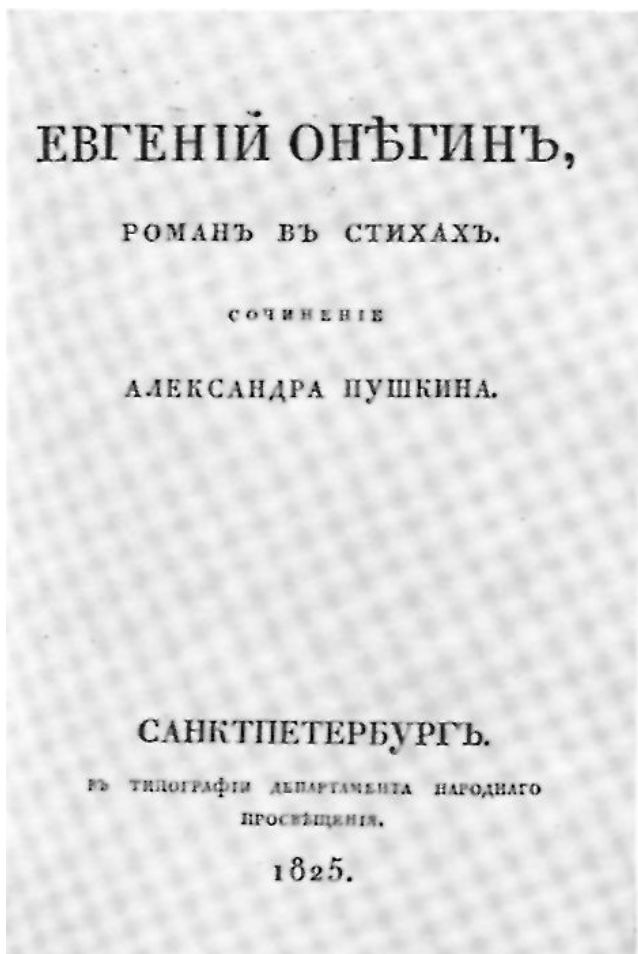 ЕВГЕНІЙ ОНѢГИНЪ,
РОМАНЪ ВЪ СТИХАХЪ.
СОЧИНЕНІЕ
АЛЕКСАНДРА ПУШКИНА.
САНКТПЕТЕРБУРГЪ.
ВЪ ТИПОГРАФІИ ДЕПАРТАМЕНТА НАРОДНАГО
ПРОСВѢЩЕНІЯ.
1825.